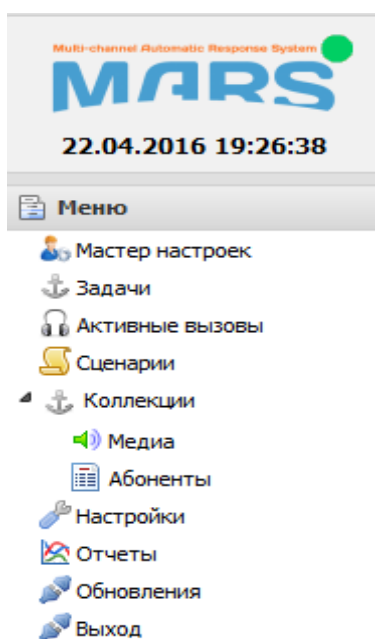 Multi-channel Automatic Response System
MARS
22.04.2016 19:26:38
Меню
Мастер настроек
Задачи
Активные вызовы
Сценарии
Коллекции
Медиа
Абоненты
Настройки
Отчеты
Обновления
Выход